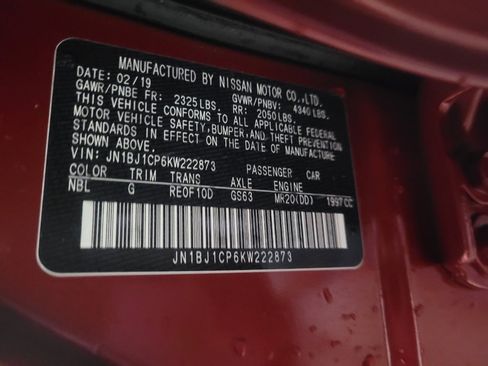 MANUFACTURED BY NISSAN MOTOR CO.,LTD.
DATE: 02/19 GVWR/PNBV: 4340 LBS.
GAWR/PNBE FR: 2325 LBS. RR: 2050 LBS.
THIS VEHICLE CONFORMS TO ALL APPLICABLE FEDERAL
MOTOR VEHICLE SAFETY, BUMPER, AND THEFT PREVENTION
STANDARDS IN EFFECT ON THE DATE OF MANUFACTURE
SHOWN ABOVE.
VIN: JN1BJ1CP6KW222873 PASSENGER CAR
COLOR TRIM TRANS AXLE ENGINE
NBL G RE0F10D GS63 MR20(DD) 1997 CC
JN1BJ1CP6KW222873